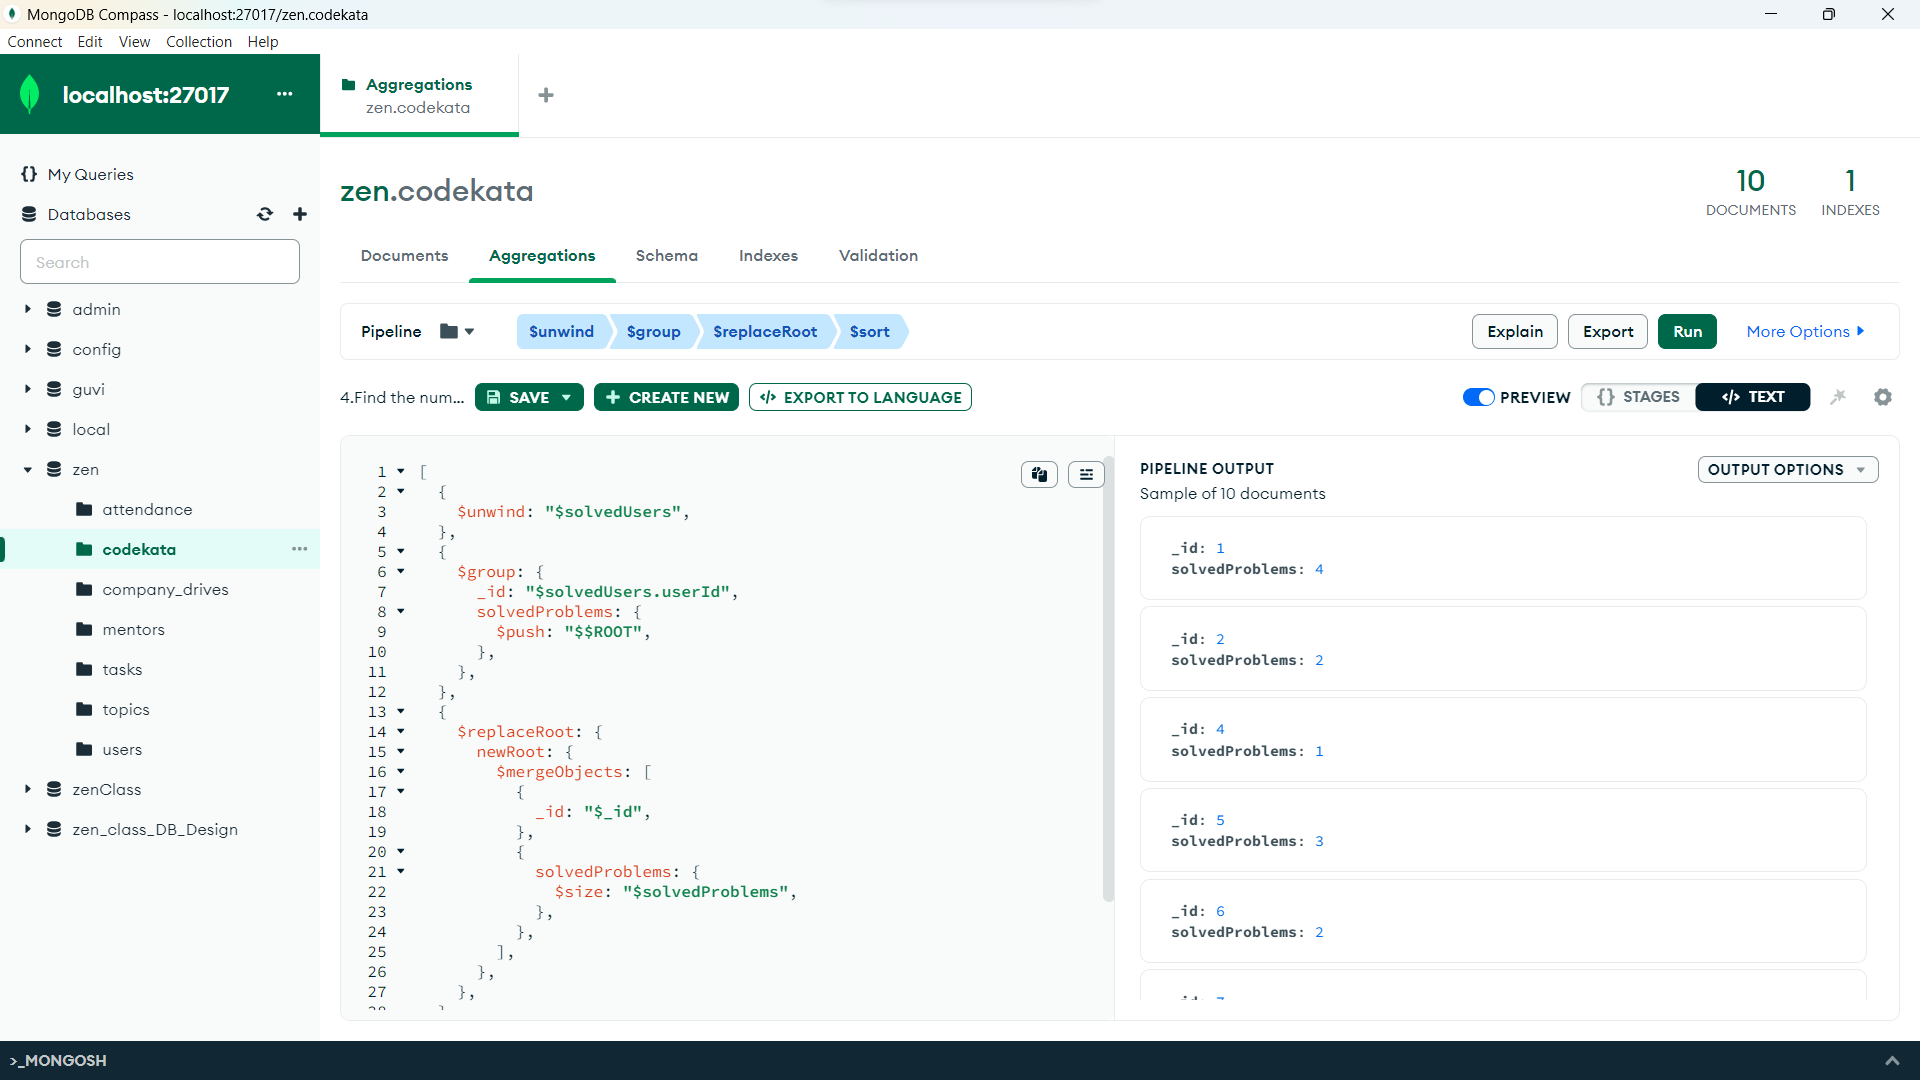 MongoDB Compass - localhost:27017/zen.codekata
Connect Edit View Collection Help
localhost:27017 ...
Aggregations
zen.codekata
My Queries
Databases
Search
admin
config
guvi
local
zen
attendance
codekata
company_drives
mentors
tasks
topics
users
zenClass
zen_class_DB_Design
zen.codekata
10
DOCUMENTS
1
INDEXES
Documents Aggregations Schema Indexes Validation
Pipeline $unwind $group $replaceRoot $sort Explain Export Run More Options
4.Find the num... SAVE + CREATE NEW </> EXPORT TO LANGUAGE PREVIEW {} STAGES </> TEXT
1 [
2 {
3 $unwind: "$solvedUsers",
4 },
5 {
6 $group: {
7 _id: "$solvedUsers.userId",
8 solvedProblems: {
9 $push: "$$ROOT",
10 },
11 },
12 },
13 {
14 $replaceRoot: {
15 newRoot: {
16 $mergeObjects: [
17 {
18 _id: "$_id",
19 },
20 {
21 solvedProblems: {
22 $size: "$solvedProblems",
23 },
24 },
25 ],
26 },
27 },
PIPELINE OUTPUT
Sample of 10 documents
OUTPUT OPTIONS
_id: 1
solvedProblems: 4
_id: 2
solvedProblems: 2
_id: 4
solvedProblems: 1
_id: 5
solvedProblems: 3
_id: 6
solvedProblems: 2
>_MONGOSH